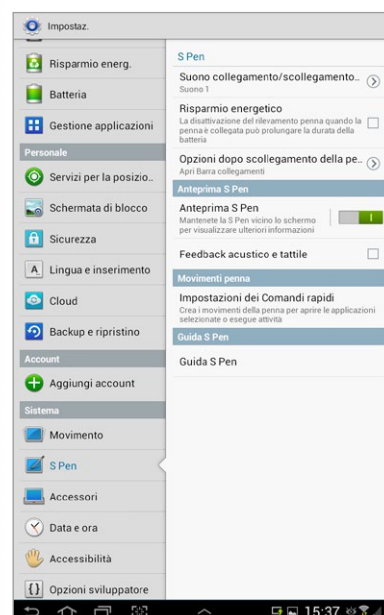 Impostaz.
Risparmio energ.
Batteria
Gestione applicazioni
Personale
Servizi per la posizio..
Schermata di blocco
Sicurezza
A
Lingua e inserimento
Cloud
Backup e ripristino
Account
Aggiungi account
Sistema
Movimento
S Pen
Accessori
Data e ora
Accessibilità
Opzioni sviluppatore
S Pen
Suono collegamento/scollegamento..
Suono 1
Risparmio energetico
La disattivazione del rilevamento penna quando la
penna è collegata può prolungare la durata della
batteria
Opzioni dopo scollegamento della pe..
Apri Barra collegamenti
Anteprima S Pen
Anteprima S Pen
Mantenete la S Pen vicino lo schermo
per visualizzare ulteriori informazioni
Feedback acustico e tattile
Movimenti penna
Impostazioni dei Comandi rapidi
Crea i movimenti della penna per aprire le applicazioni
selezionate o esegue attività
Guida S Pen
Guida S Pen
15:37